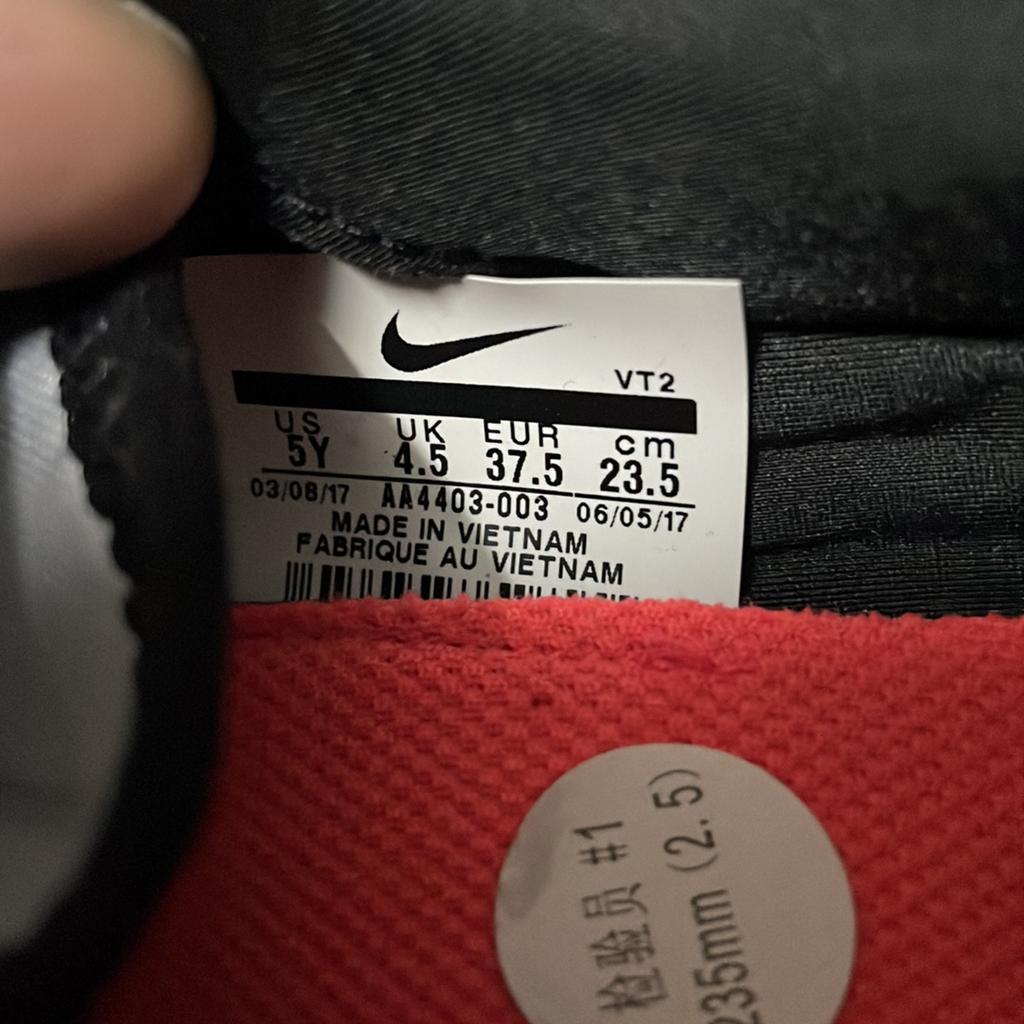 VT2
US UK EUR cm
5Y 4.5 37.5 23.5
03/08/17 AA4403-003 06/05/17
MADE IN VIETNAM
FABRIQUE AU VIETNAM
检验员 #1
235mm (2.5)